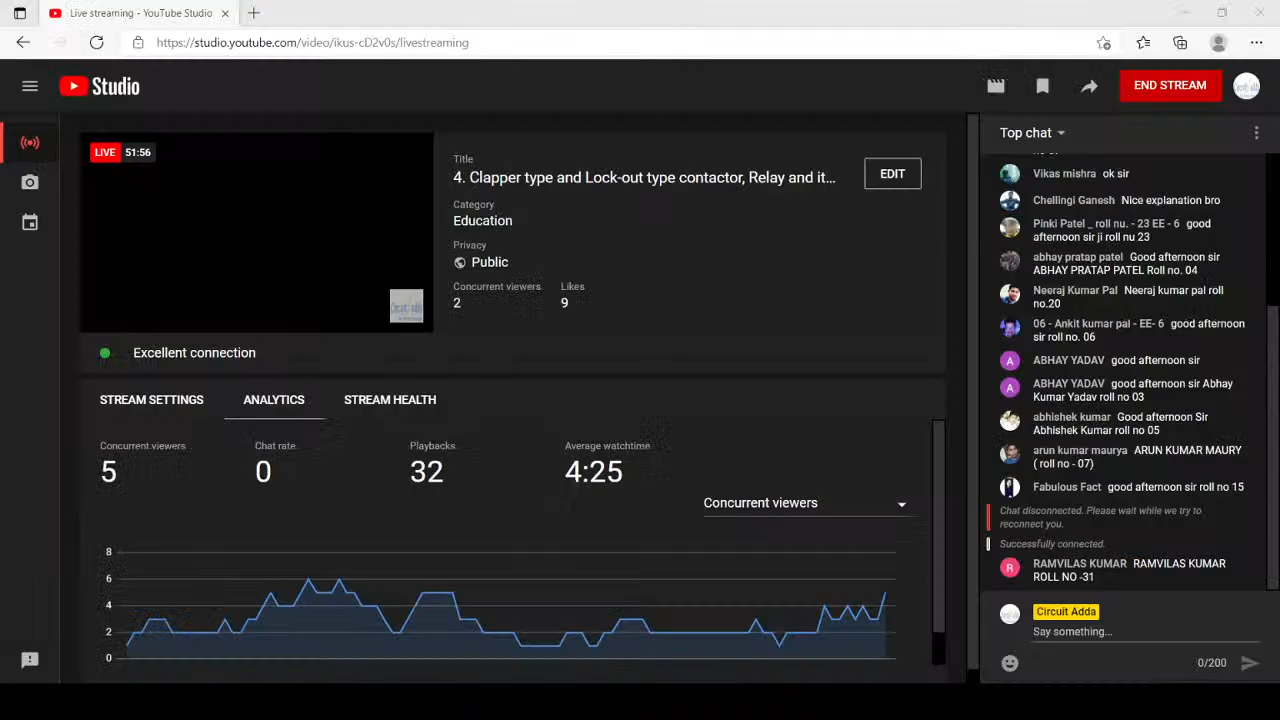 Live streaming - YouTube Studio
https://studio.youtube.com/video/ikus-cD2v0s/livestreaming
Studio
END STREAM
LIVE 51:56
Title
4. Clapper type and Lock-out type contactor, Relay and it...
EDIT
Category
Education
Privacy
Public
Concurrent viewers Likes
2 9
Circuit Adda
Excellent connection
STREAM SETTINGS ANALYTICS STREAM HEALTH
Concurrent viewers Chat rate Playbacks Average watchtime
5 0 32 4:25
Concurrent viewers
8
6
4
2
0
Top chat
Vikas mishra ok sir
Chellingi Ganesh Nice explanation bro
Pinki Patel _ roll nu. - 23 EE - 6 good
afternoon sir ji roll nu 23
abhay pratap patel Good afternoon sir
ABHAY PRATAP PATEL Roll no. 04
Neeraj Kumar Pal Neeraj kumar pal roll
no.20
06 - Ankit kumar pal - EE- 6 good afternoon
sir roll no. 06
A ABHAY YADAV good afternoon sir
A ABHAY YADAV good afternoon sir Abhay
Kumar Yadav roll no 03
abhishek kumar Good afternoon Sir
Abhishek Kumar roll no 05
arun kumar maurya ARUN KUMAR MAURY
( roll no - 07)
Fabulous Fact good afternoon sir roll no 15
Chat disconnected. Please wait while we try to
reconnect you.
Successfully connected.
R RAMVILAS KUMAR RAMVILAS KUMAR
ROLL NO -31
Circuit Adda
Say something...
0/200